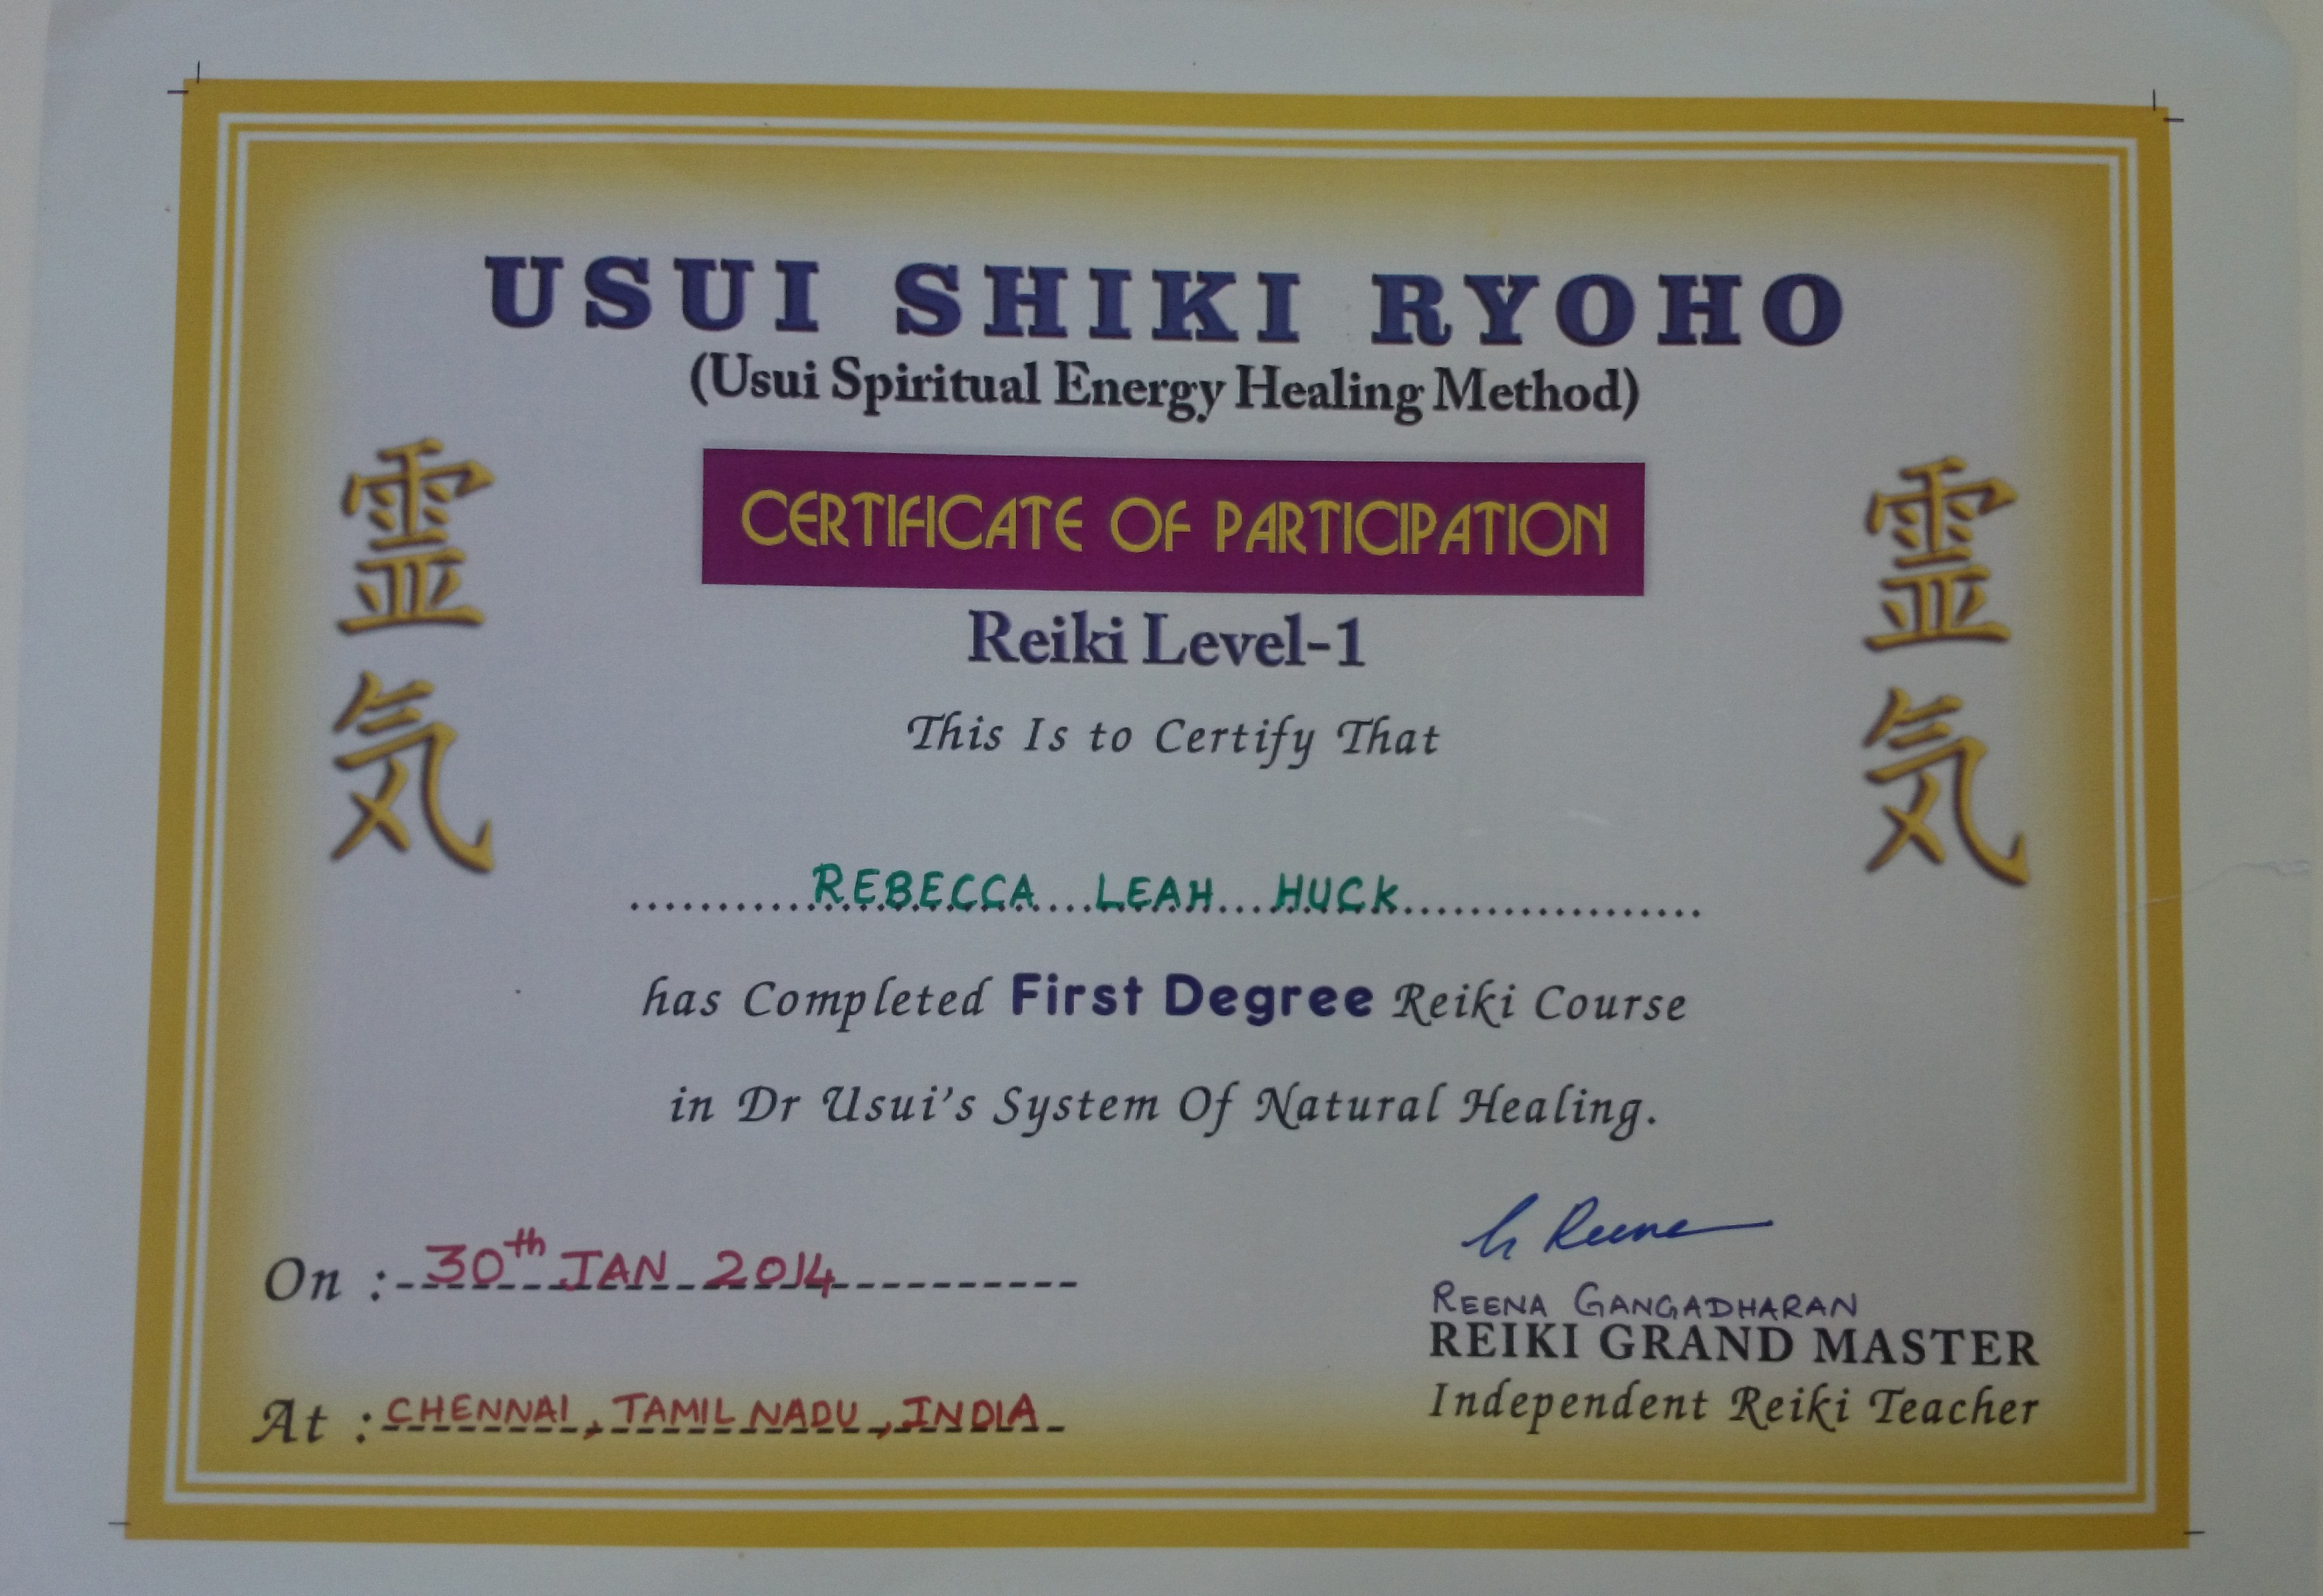 USUI SHIKI RYOHO
(Usui Spiritual Energy Healing Method)
霊気
CERTIFICATE OF PARTICIPATION
霊気
Reiki Level-1
This Is to Certify That
REBECCA LEAH HUCK
has Completed First Degree Reiki Course
in Dr Usui's System Of Natural Healing.
On : 30th JAN 2014
At : CHENNAI, TAMIL NADU, INDIA
G Reena
REENA GANGADHARAN
REIKI GRAND MASTER
Independent Reiki Teacher